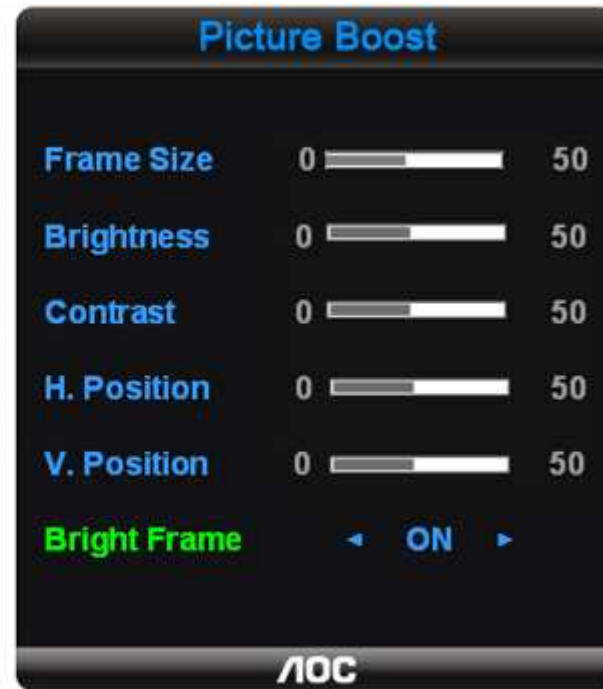 Picture Boost
Frame Size 0 50
Brightness 0 50
Contrast 0 50
H. Position 0 50
V. Position 0 50
Bright Frame ◄ ON ►
AOC